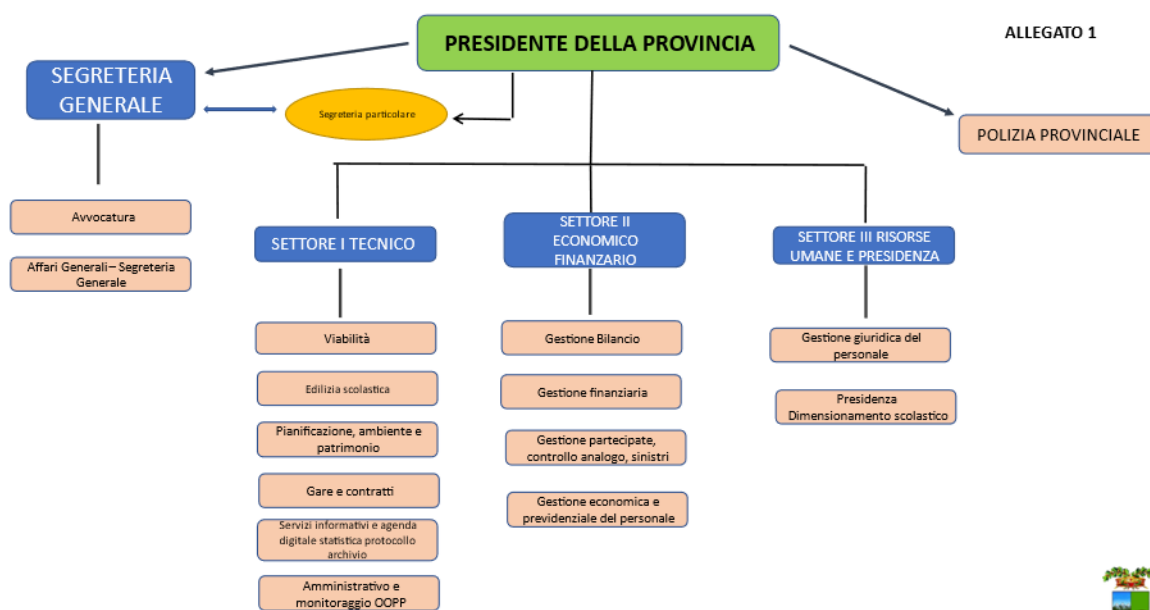 PRESIDENTE DELLA PROVINCIA
ALLEGATO 1
SEGRETERIA
GENERALE
Segreteria particolare
POLIZIA PROVINCIALE
Avvocatura
Affari Generali– Segreteria
Generale
SETTORE I TECNICO
Viabilità
Edilizia scolastica
Pianificazione, ambiente e
patrimonio
Gare e contratti
Servizi informativi e agenda
digitale statistica protocollo
archivio
Amministrativo e
monitoraggio OOPP
SETTORE II
ECONOMICO
FINANZARIO
Gestione Bilancio
Gestione finanziaria
Gestione partecipate,
controllo analogo, sinistri
Gestione economica e
previdenziale del personale
SETTORE III RISORSE
UMANE E PRESIDENZA
Gestione giuridica del
personale
Presidenza
Dimensionamento scolastico